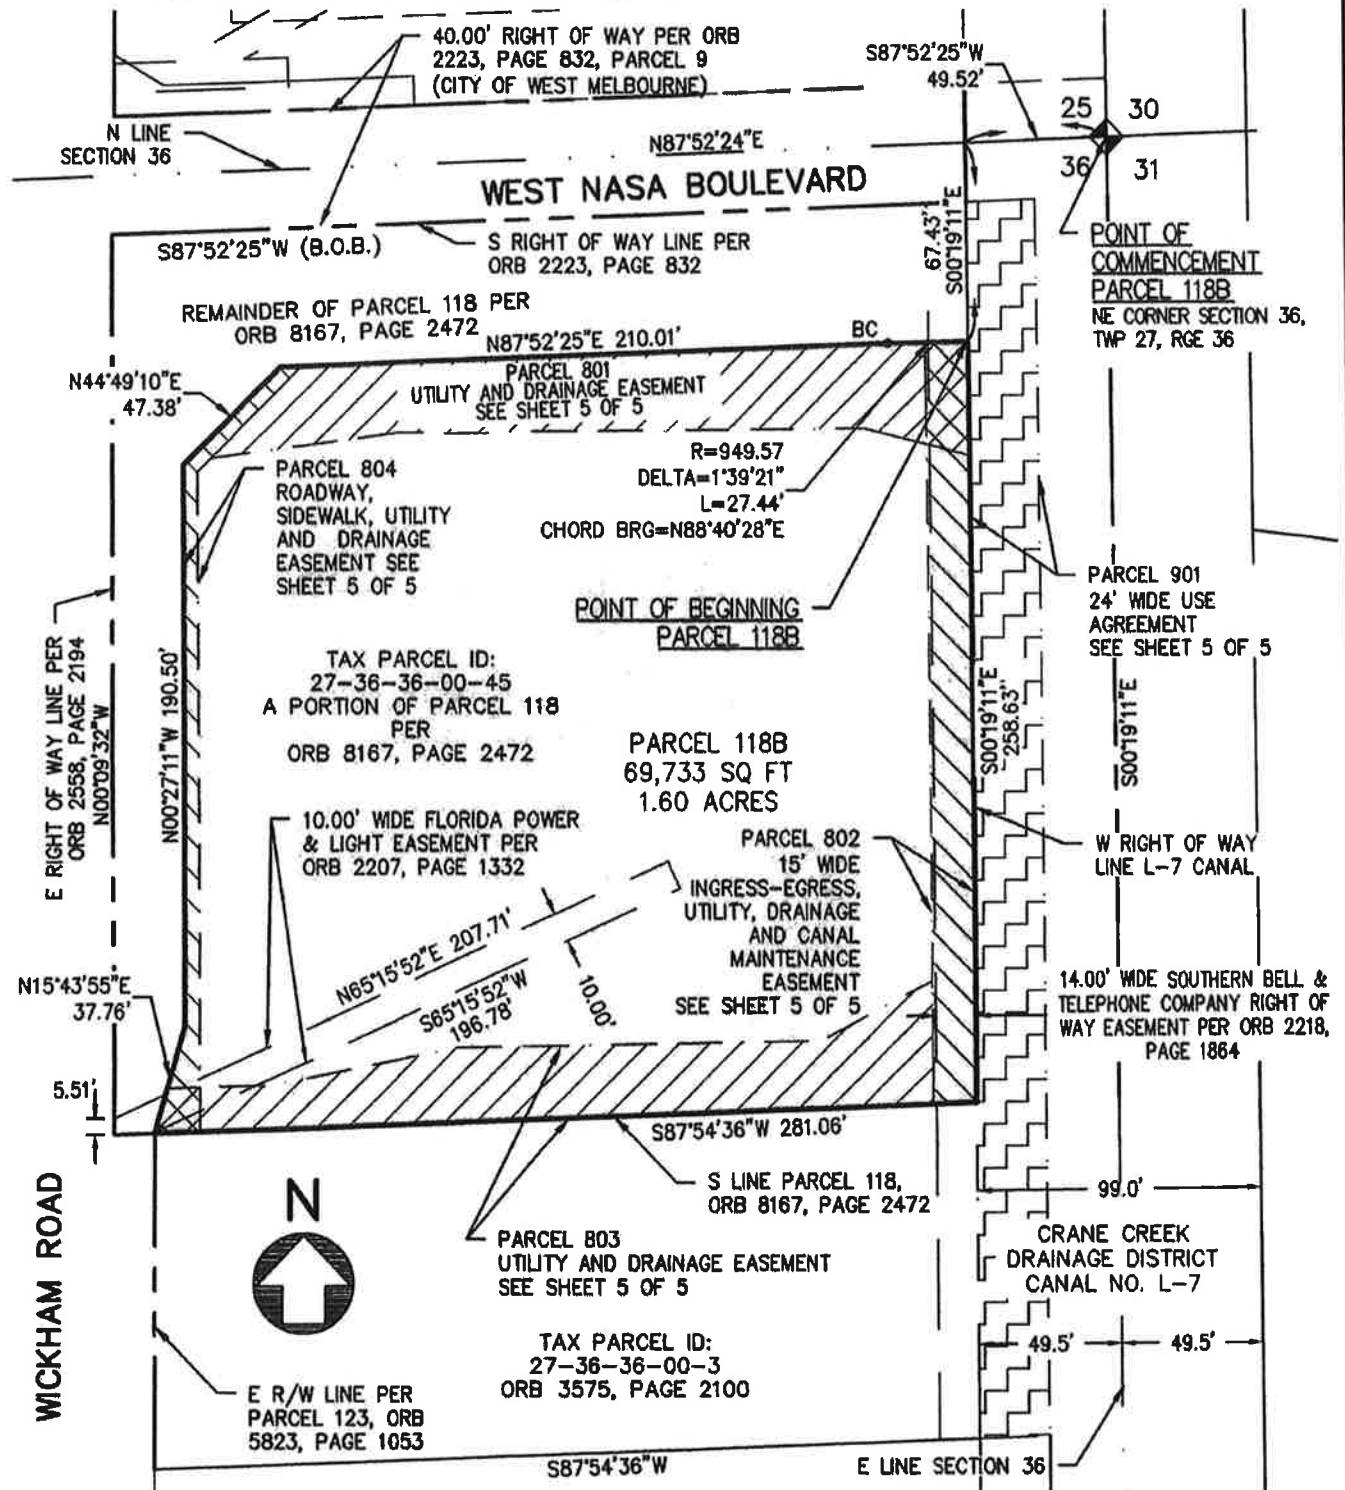 40.00' RIGHT OF WAY PER ORB
2223, PAGE 832, PARCEL 9
(CITY OF WEST MELBOURNE)
S87°52'25"W
49.52'
25
30
36
31
N LINE
SECTION 36
N87°52'24"E
WEST NASA BOULEVARD
S87°52'25"W (B.O.B.)
S RIGHT OF WAY LINE PER
ORB 2223, PAGE 832
67.43'
S00°19'11"E
POINT OF
COMMENCEMENT
PARCEL 118B
NE CORNER SECTION 36,
TWP 27, RGE 36
REMAINDER OF PARCEL 118 PER
ORB 8167, PAGE 2472
N87°52'25"E 210.01'
BC
N44°49'10"E
47.38'
PARCEL 801
UTILITY AND DRAINAGE EASEMENT
SEE SHEET 5 OF 5
R=949.57
DELTA=1°39'21"
L=27.44'
CHORD BRG=N88°40'28"E
PARCEL 804
ROADWAY,
SIDEWALK, UTILITY
AND DRAINAGE
EASEMENT SEE
SHEET 5 OF 5
POINT OF BEGINNING
PARCEL 118B
PARCEL 901
24' WIDE USE
AGREEMENT
SEE SHEET 5 OF 5
E RIGHT OF WAY LINE PER
ORB 2558, PAGE 2194
N00°09'32"W
N00°27'11"W 190.50'
TAX PARCEL ID:
27-36-36-00-45
A PORTION OF PARCEL 118
PER
ORB 8167, PAGE 2472
PARCEL 118B
69,733 SQ FT
1.60 ACRES
S00°19'11"E
258.63'
S00°19'11"E
10.00' WIDE FLORIDA POWER
& LIGHT EASEMENT PER
ORB 2207, PAGE 1332
PARCEL 802
15' WIDE
INGRESS-EGRESS,
UTILITY, DRAINAGE
AND CANAL
MAINTENANCE
EASEMENT
SEE SHEET 5 OF 5
W RIGHT OF WAY
LINE L-7 CANAL
N65°15'52"E 207.71'
S65°15'52"W
196.78'
10.00'
N15°43'55"E
37.76'
14.00' WIDE SOUTHERN BELL &
TELEPHONE COMPANY RIGHT OF
WAY EASEMENT PER ORB 2218,
PAGE 1864
5.51'
S87°54'36"W 281.06'
S LINE PARCEL 118,
ORB 8167, PAGE 2472
99.0'
WICKHAM ROAD
N
PARCEL 803
UTILITY AND DRAINAGE EASEMENT
SEE SHEET 5 OF 5
CRANE CREEK
DRAINAGE DISTRICT
CANAL NO. L-7
49.5'
49.5'
TAX PARCEL ID:
27-36-36-00-3
ORB 3575, PAGE 2100
E R/W LINE PER
PARCEL 123, ORB
5823, PAGE 1053
S87°54'36"W
E LINE SECTION 36